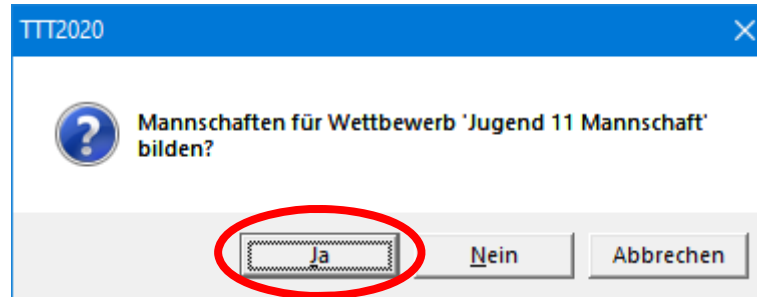 TTT2020
Mannschaften für Wettbewerb 'Jugend 11 Mannschaft'
bilden?
Ja Nein Abbrechen